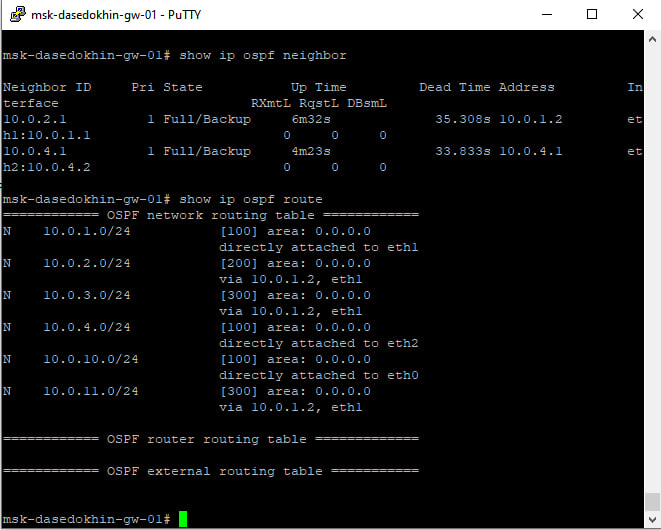 msk-dasedokhin-gw-01 - PuTTY
msk-dasedokhin-gw-01# show ip ospf neighbor
Neighbor ID     Pri State           Up Time         Dead Time Address         In
terface                        RXmtL RqstL DBsmL
10.0.2.1          1 Full/Backup     6m32s             35.308s 10.0.1.2        et
h1:10.0.1.1                        0     0     0
10.0.4.1          1 Full/Backup     4m23s             33.833s 10.0.4.1        et
h2:10.0.4.2                        0     0     0
msk-dasedokhin-gw-01# show ip ospf route
============ OSPF network routing table ============
N    10.0.1.0/24           [100] area: 0.0.0.0
                           directly attached to eth1
N    10.0.2.0/24           [200] area: 0.0.0.0
                           via 10.0.1.2, eth1
N    10.0.3.0/24           [300] area: 0.0.0.0
                           via 10.0.1.2, eth1
N    10.0.4.0/24           [100] area: 0.0.0.0
                           directly attached to eth2
N    10.0.10.0/24          [100] area: 0.0.0.0
                           directly attached to eth0
N    10.0.11.0/24          [300] area: 0.0.0.0
                           via 10.0.1.2, eth1
============ OSPF router routing table =============
============ OSPF external routing table ===========
msk-dasedokhin-gw-01#